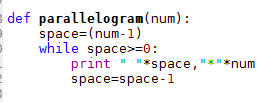 def parallelogram(num):
    space=(num-1)
    while space>=0:
        print " "*space,"*"*num
        space=space-1